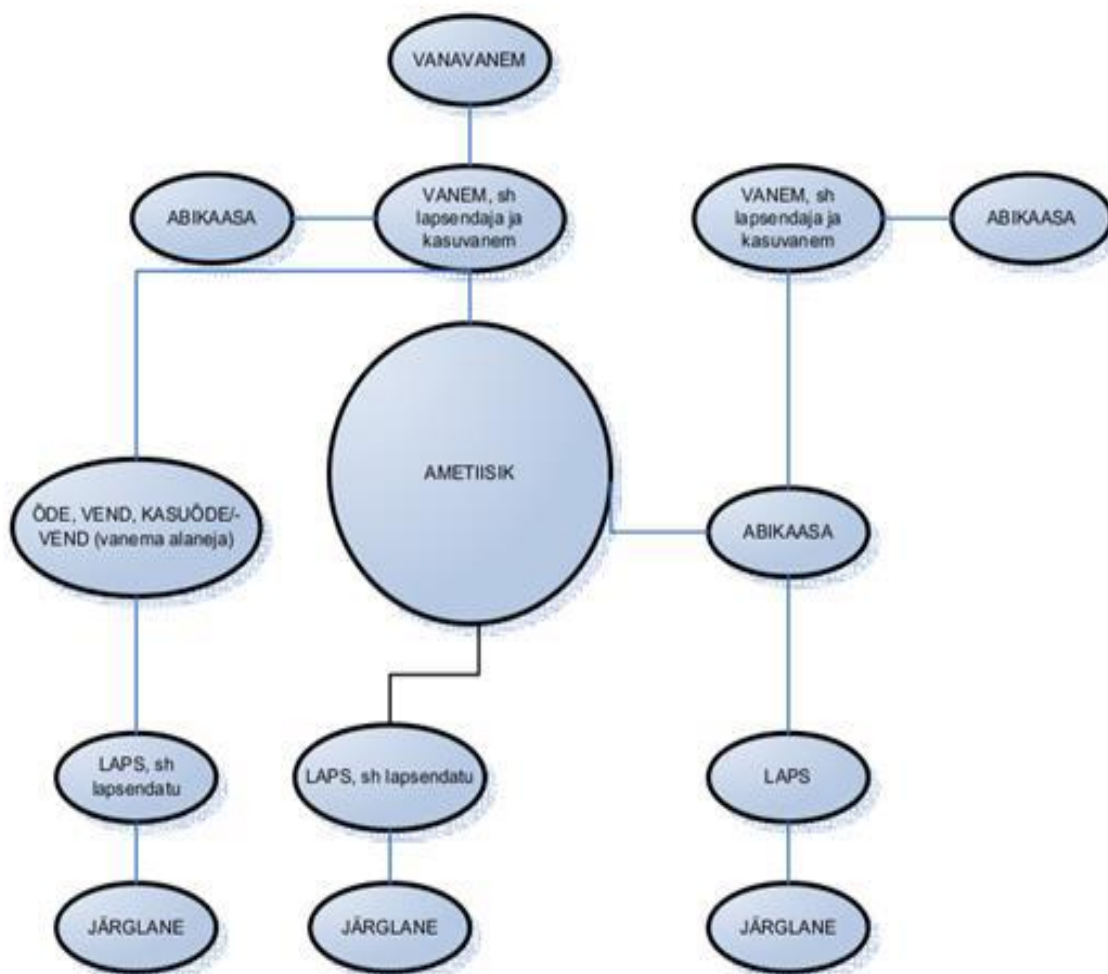 VANAVANEM
ABIKAASA
VANEM, sh
lapsendaja ja
kasuvanem
VANEM, sh
lapsendaja ja
kasuvanem
ABIKAASA
AMETIISIK
ÕDE, VEND, KASUÕDE/-
VEND (vanema alaneja)
ABIKAASA
LAPS, sh
lapsendatu
LAPS, sh lapsendatu
LAPS
JÄRGLANE
JÄRGLANE
JÄRGLANE